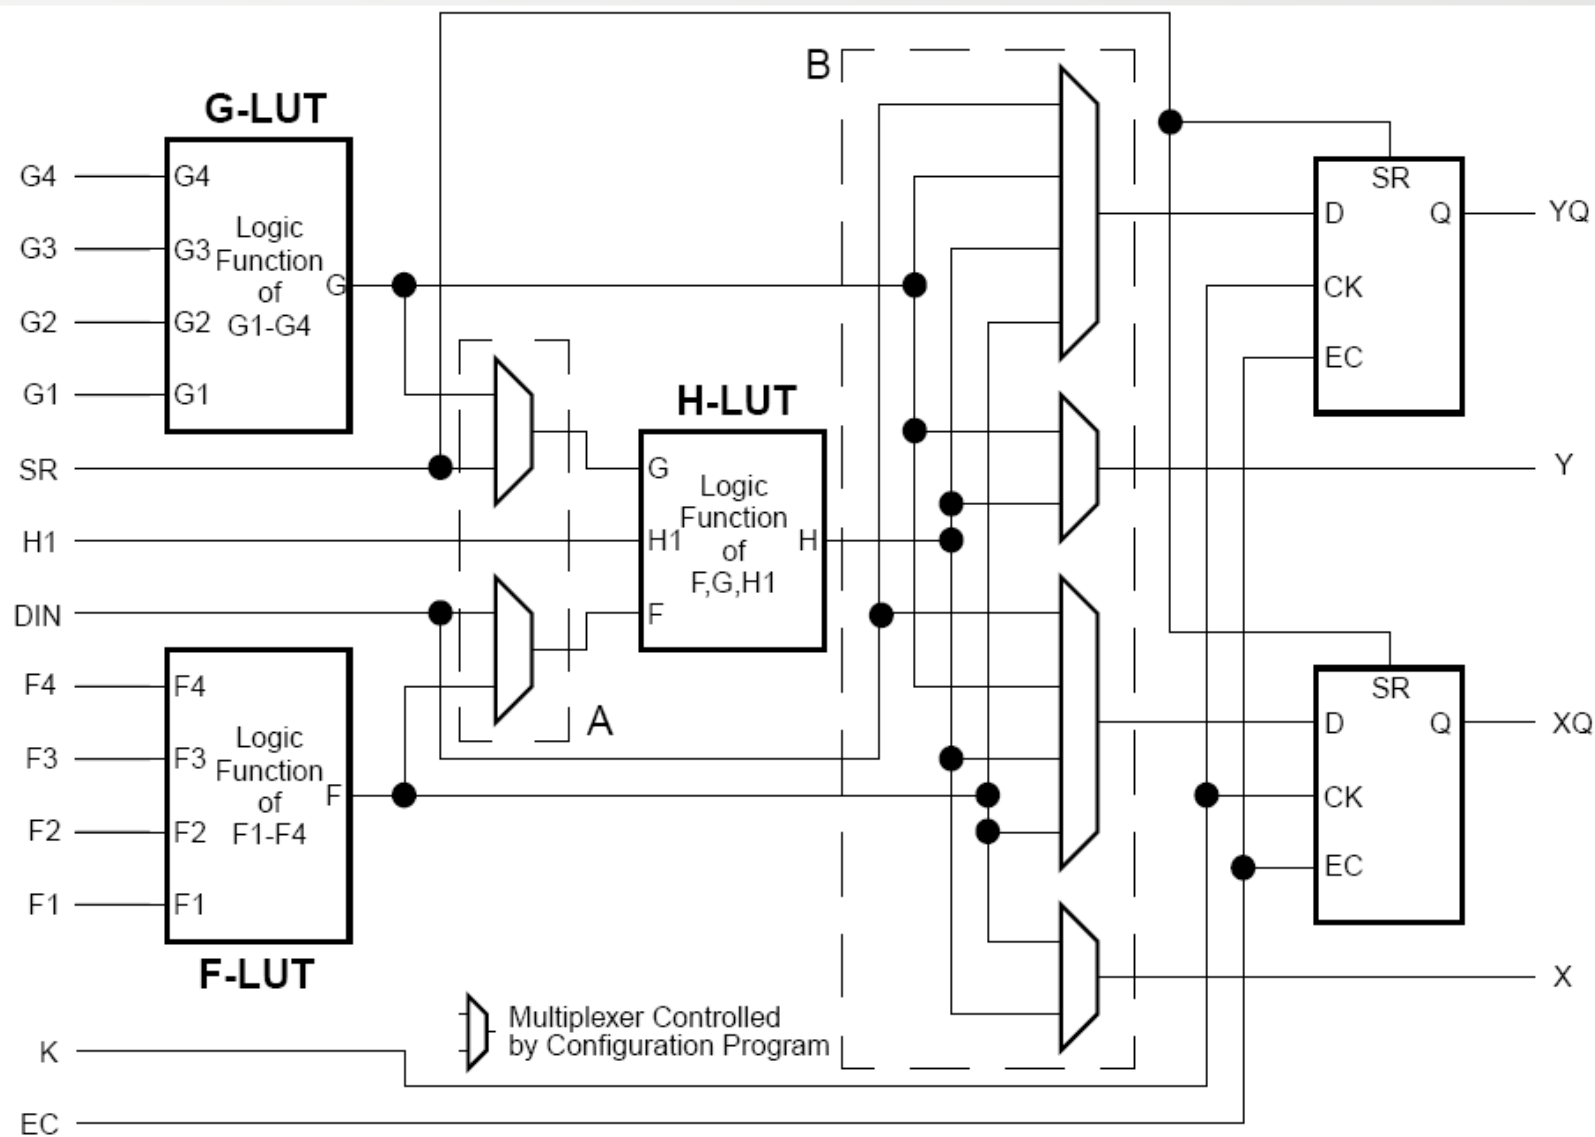 B
G-LUT
G4
G4
SR
Logic
D
Q
YQ
G3
G3
Function
G
of
CK
G2
G2
G1-G4
EC
G1
G1
H-LUT
SR
G
Logic
Y
Function
H1
H1
of
H
F,G,H1
DIN
F
F4
F4
A
SR
Logic
D
Q
XQ
F3
F3
Function
F
of
CK
F2
F2
F1-F4
EC
F1
F1
F-LUT
X
Multiplexer Controlled
by Configuration Program
K
EC